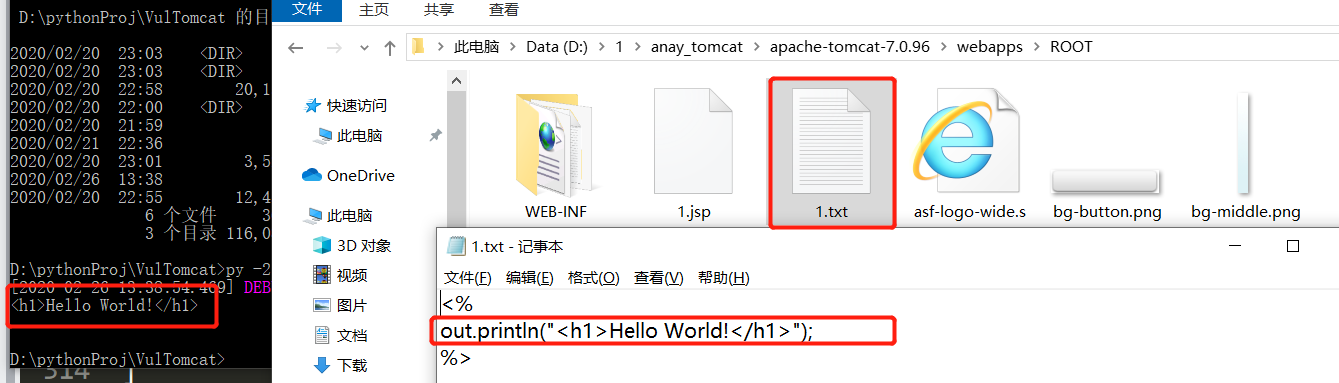 D:\pythonProj\VulTomcat 的目
2020/02/20 23:03 <DIR>
2020/02/20 23:03 <DIR>
2020/02/20 22:58 20,1
2020/02/20 22:00 <DIR>
2020/02/20 21:59
2020/02/21 22:36
2020/02/20 23:01 3,5
2020/02/26 13:38
2020/02/20 22:55 12,4
6 个文件 3
3 个目录 116,0
D:\pythonProj\VulTomcat>py -2
[2020-02-26 13:38:54.469] DEB
<h1>Hello World!</h1>
D:\pythonProj\VulTomcat>
314
文件 主页 共享 查看
此电脑 > Data (D:) > 1 > anay_tomcat > apache-tomcat-7.0.96 > webapps > ROOT
快速访问
此电脑
OneDrive
此电脑
3D 对象
视频
图片
文档
下载
WEB-INF
1.jsp
1.txt
asf-logo-wide.s
bg-button.png
bg-middle.png
1.txt - 记事本
文件(F) 编辑(E) 格式(O) 查看(V) 帮助(H)
<%
out.println("<h1>Hello World!</h1>");
%>